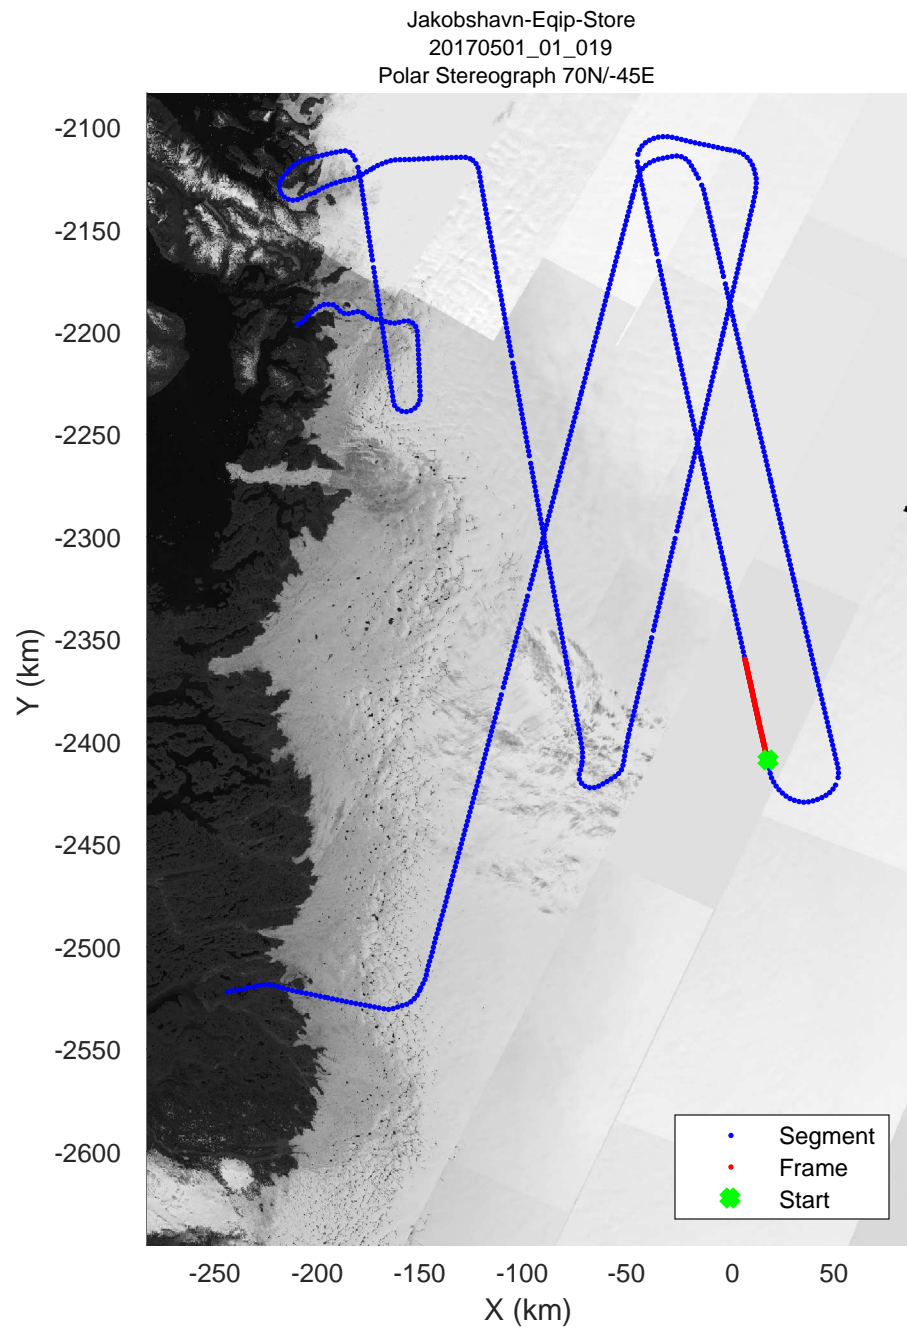 Jakobshavn-Eqip-Store
20170501_01_019
Polar Stereograph 70N/-45E
-2100
-2150
-2200
-2250
-2300
-2350
-2400
-2450
-2500
-2550
-2600
Y (km)
Segment
Frame
Start
-250 -200 -150 -100 -50 0 50
X (km)